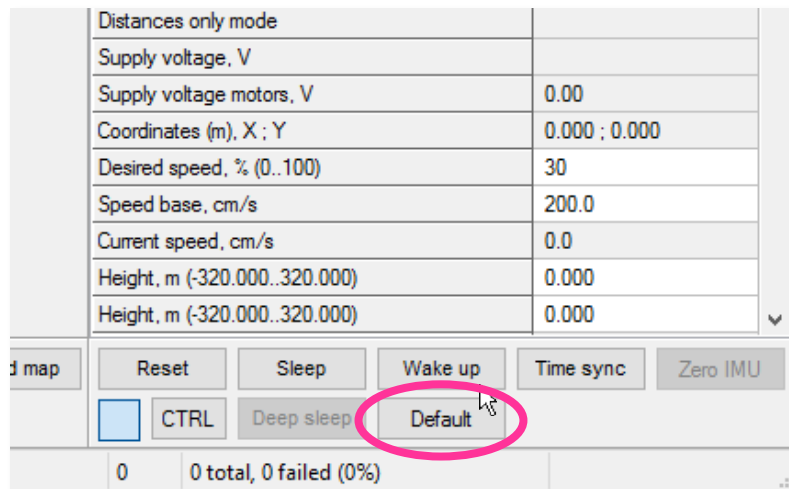 Distances only mode
Supply voltage, V
Supply voltage motors, V 0.00
Coordinates (m), X ; Y 0.000 ; 0.000
Desired speed, % (0..100) 30
Speed base, cm/s 200.0
Current speed, cm/s 0.0
Height, m (-320.000..320.000) 0.000
Height, m (-320.000..320.000) 0.000
d map Reset Sleep Wake up Time sync Zero IMU
CTRL Deep sleep Default
0 0 total, 0 failed (0%)